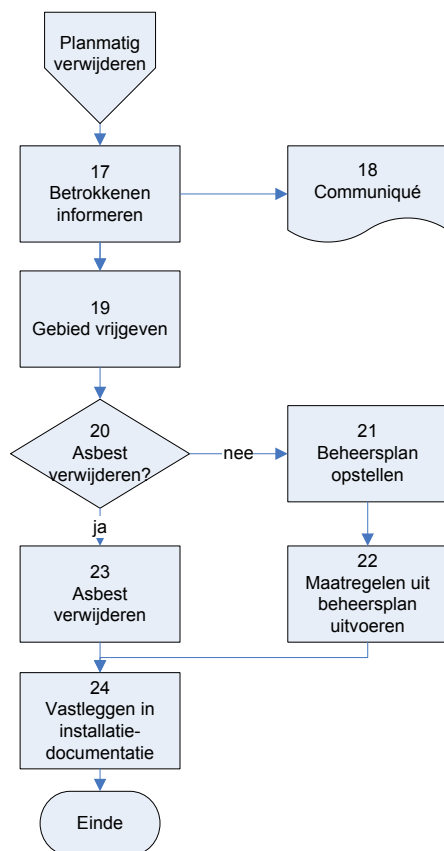 Planmatig
verwijderen
17
Betrokkenen
informeren
18
Communiqué
19
Gebied vrijgeven
20
Asbest
verwijderen?
nee
21
Beheersplan
opstellen
ja
22
Maatregelen uit
beheersplan
uitvoeren
23
Asbest
verwijderen
24
Vastleggen in
installatie-
documentatie
Einde